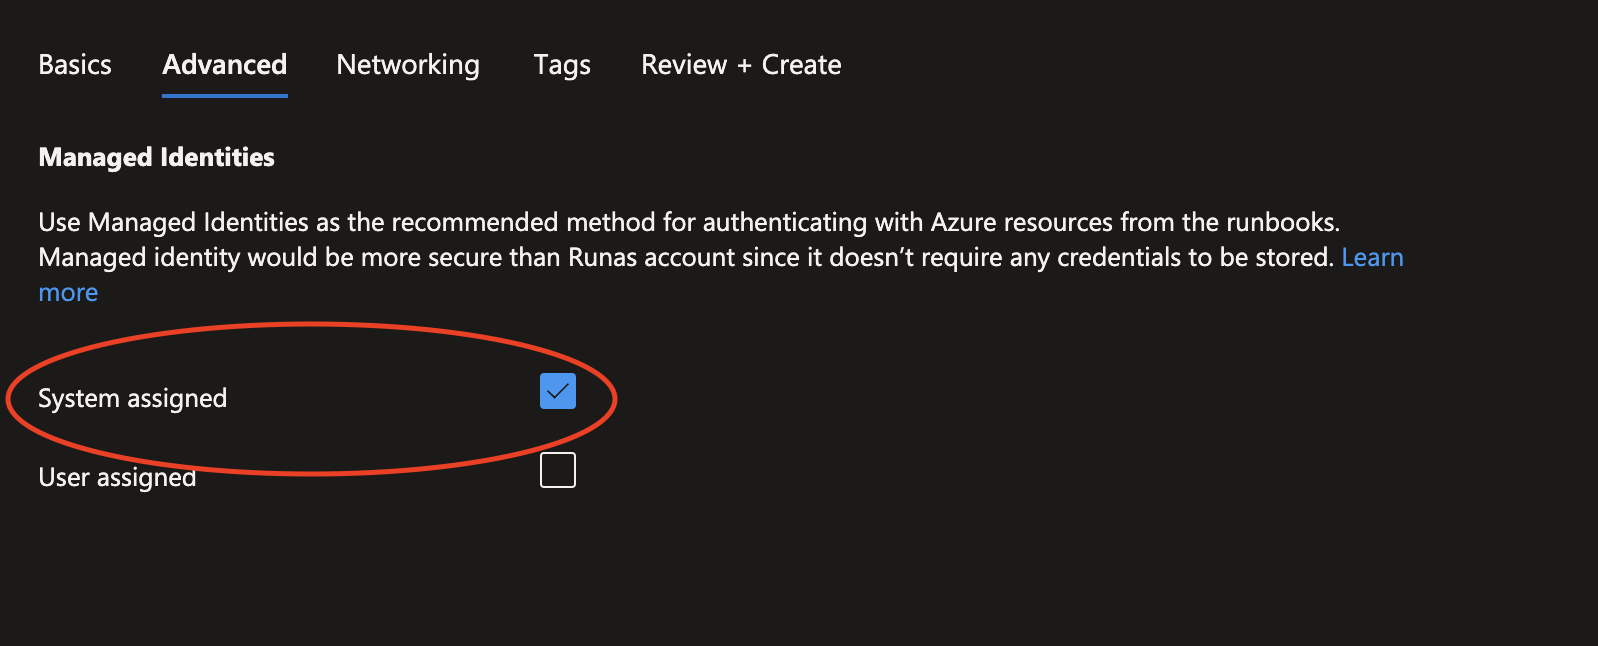 Basics Advanced Networking Tags Review + Create
Managed Identities
Use Managed Identities as the recommended method for authenticating with Azure resources from the runbooks.
Managed identity would be more secure than Runas account since it doesn’t require any credentials to be stored. Learn
more
System assigned
User assigned